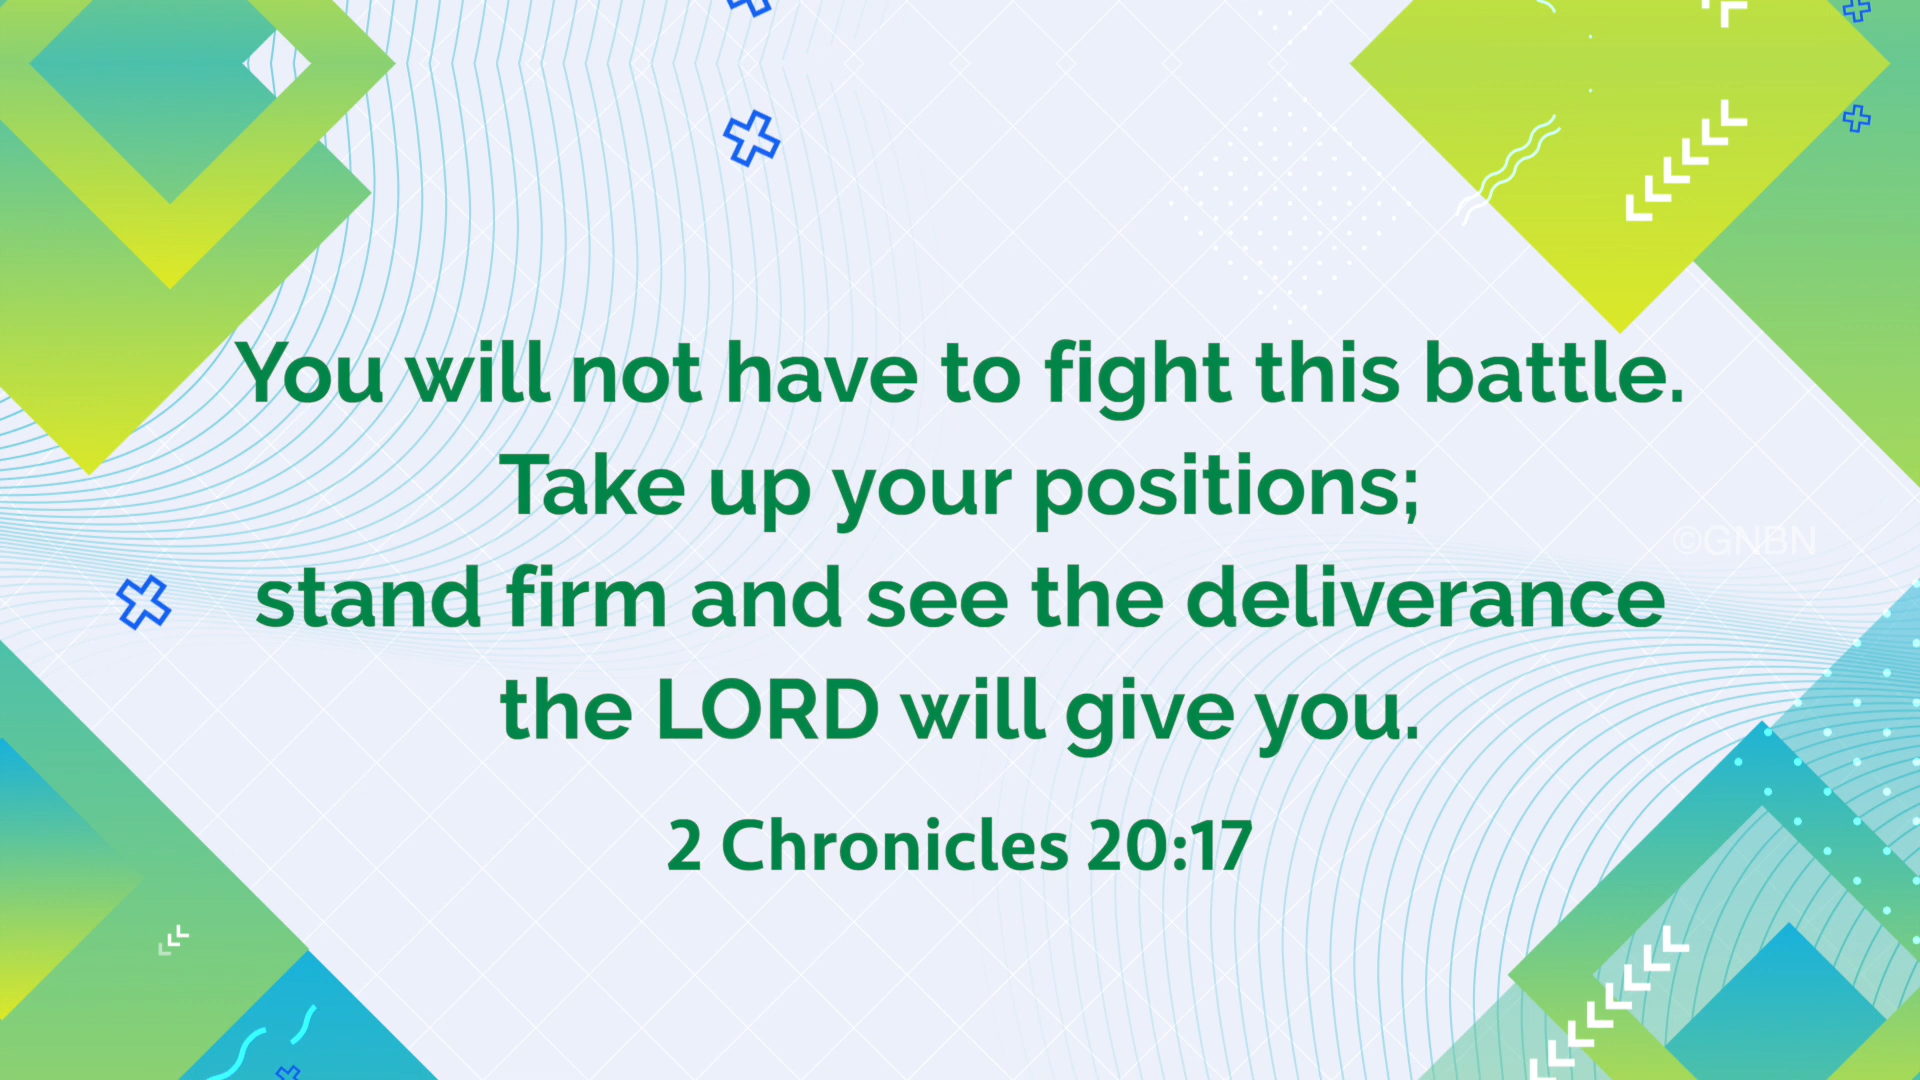 You will not have to fight this battle.
Take up your positions;
©GNBN
stand firm and see the deliverance
the LORD will give you.
2 Chronicles 20:17